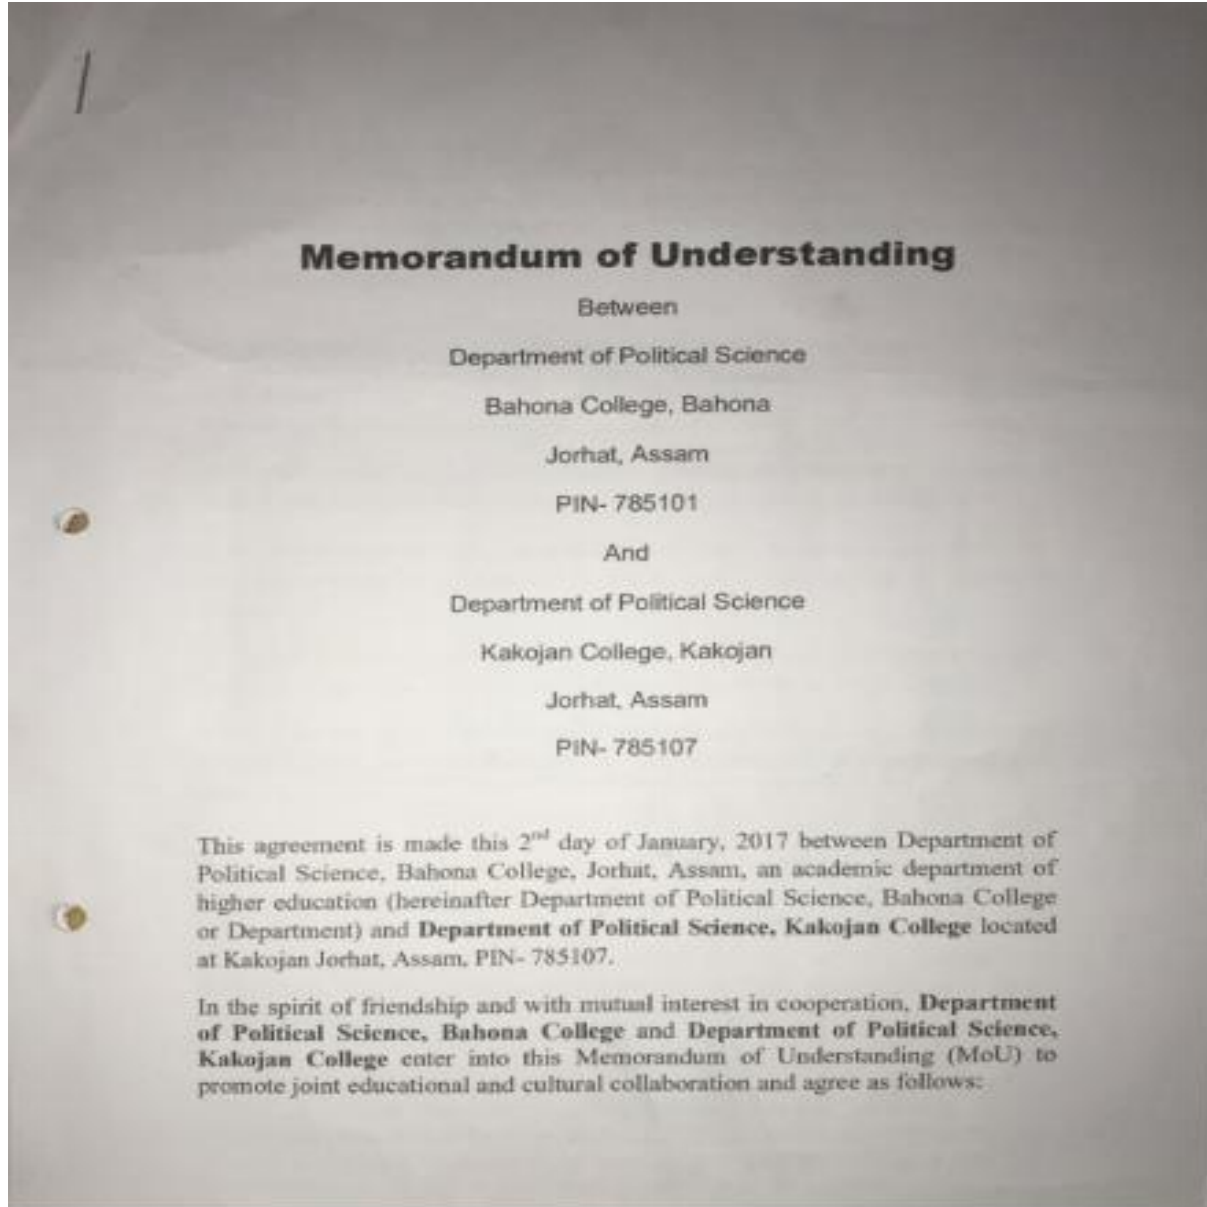 Memorandum of Understanding
Between
Department of Political Science
Bahona College, Bahona
Jorhat, Assam
PIN- 785101
And
Department of Political Science
Kakojan College, Kakojan
Jorhat, Assam
PIN- 785107
This agreement is made this 2nd day of January, 2017 between Department of
Political Science, Bahona College, Jorhat, Assam, an academic department of
higher education (hereinafter Department of Political Science, Bahona College
or Department) and Department of Political Science, Kakojan College located
at Kakojan Jorhat, Assam, PIN- 785107.
In the spirit of friendship and with mutual interest in cooperation, Department
of Political Science, Bahona College and Department of Political Science,
Kakojan College enter into this Memorandum of Understanding (MoU) to
promote joint educational and cultural collaboration and agree as follows: